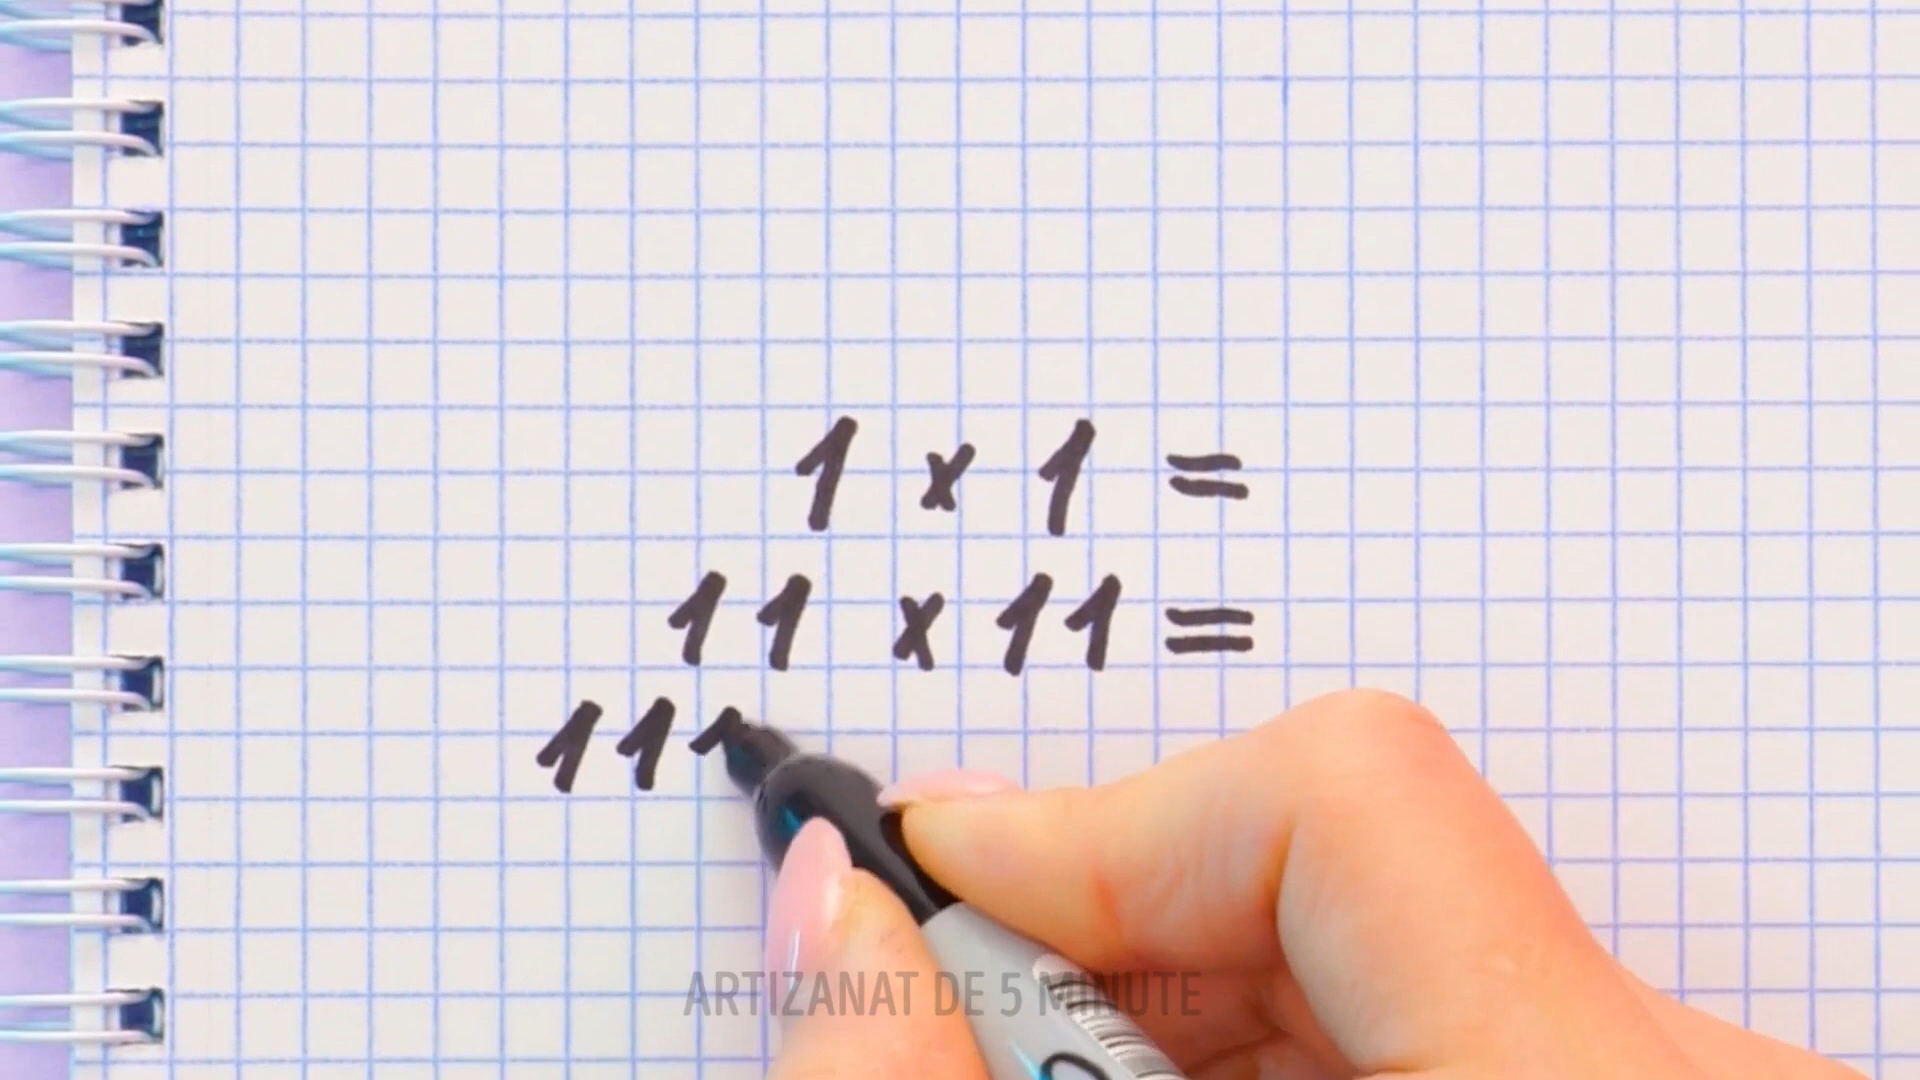 1 x 1 =
11 x 11 =
111
ARTIZANAT DE 5 MINUTE